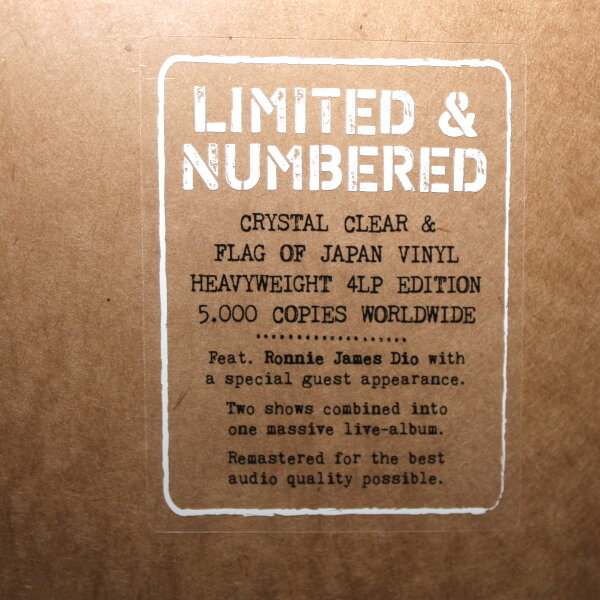 LIMITED &
NUMBERED
CRYSTAL CLEAR &
FLAG OF JAPAN VINYL
HEAVYWEIGHT 4LP EDITION
5.000 COPIES WORLDWIDE
Feat. Ronnie James Dio with
a special guest appearance.
Two shows combined into
one massive live-album.
Remastered for the best
audio quality possible.